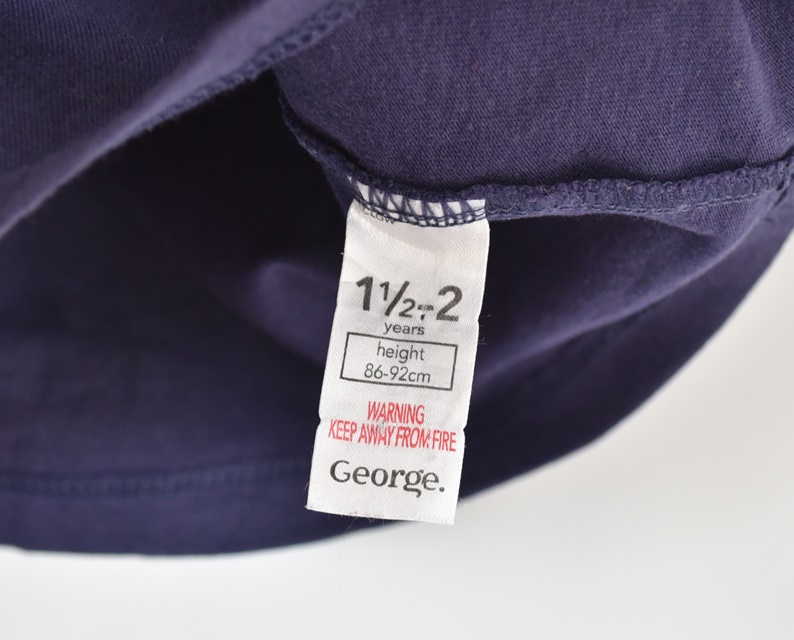 1½-2
years
height
86-92cm
WARNING
KEEP AWAY FROM FIRE
George.